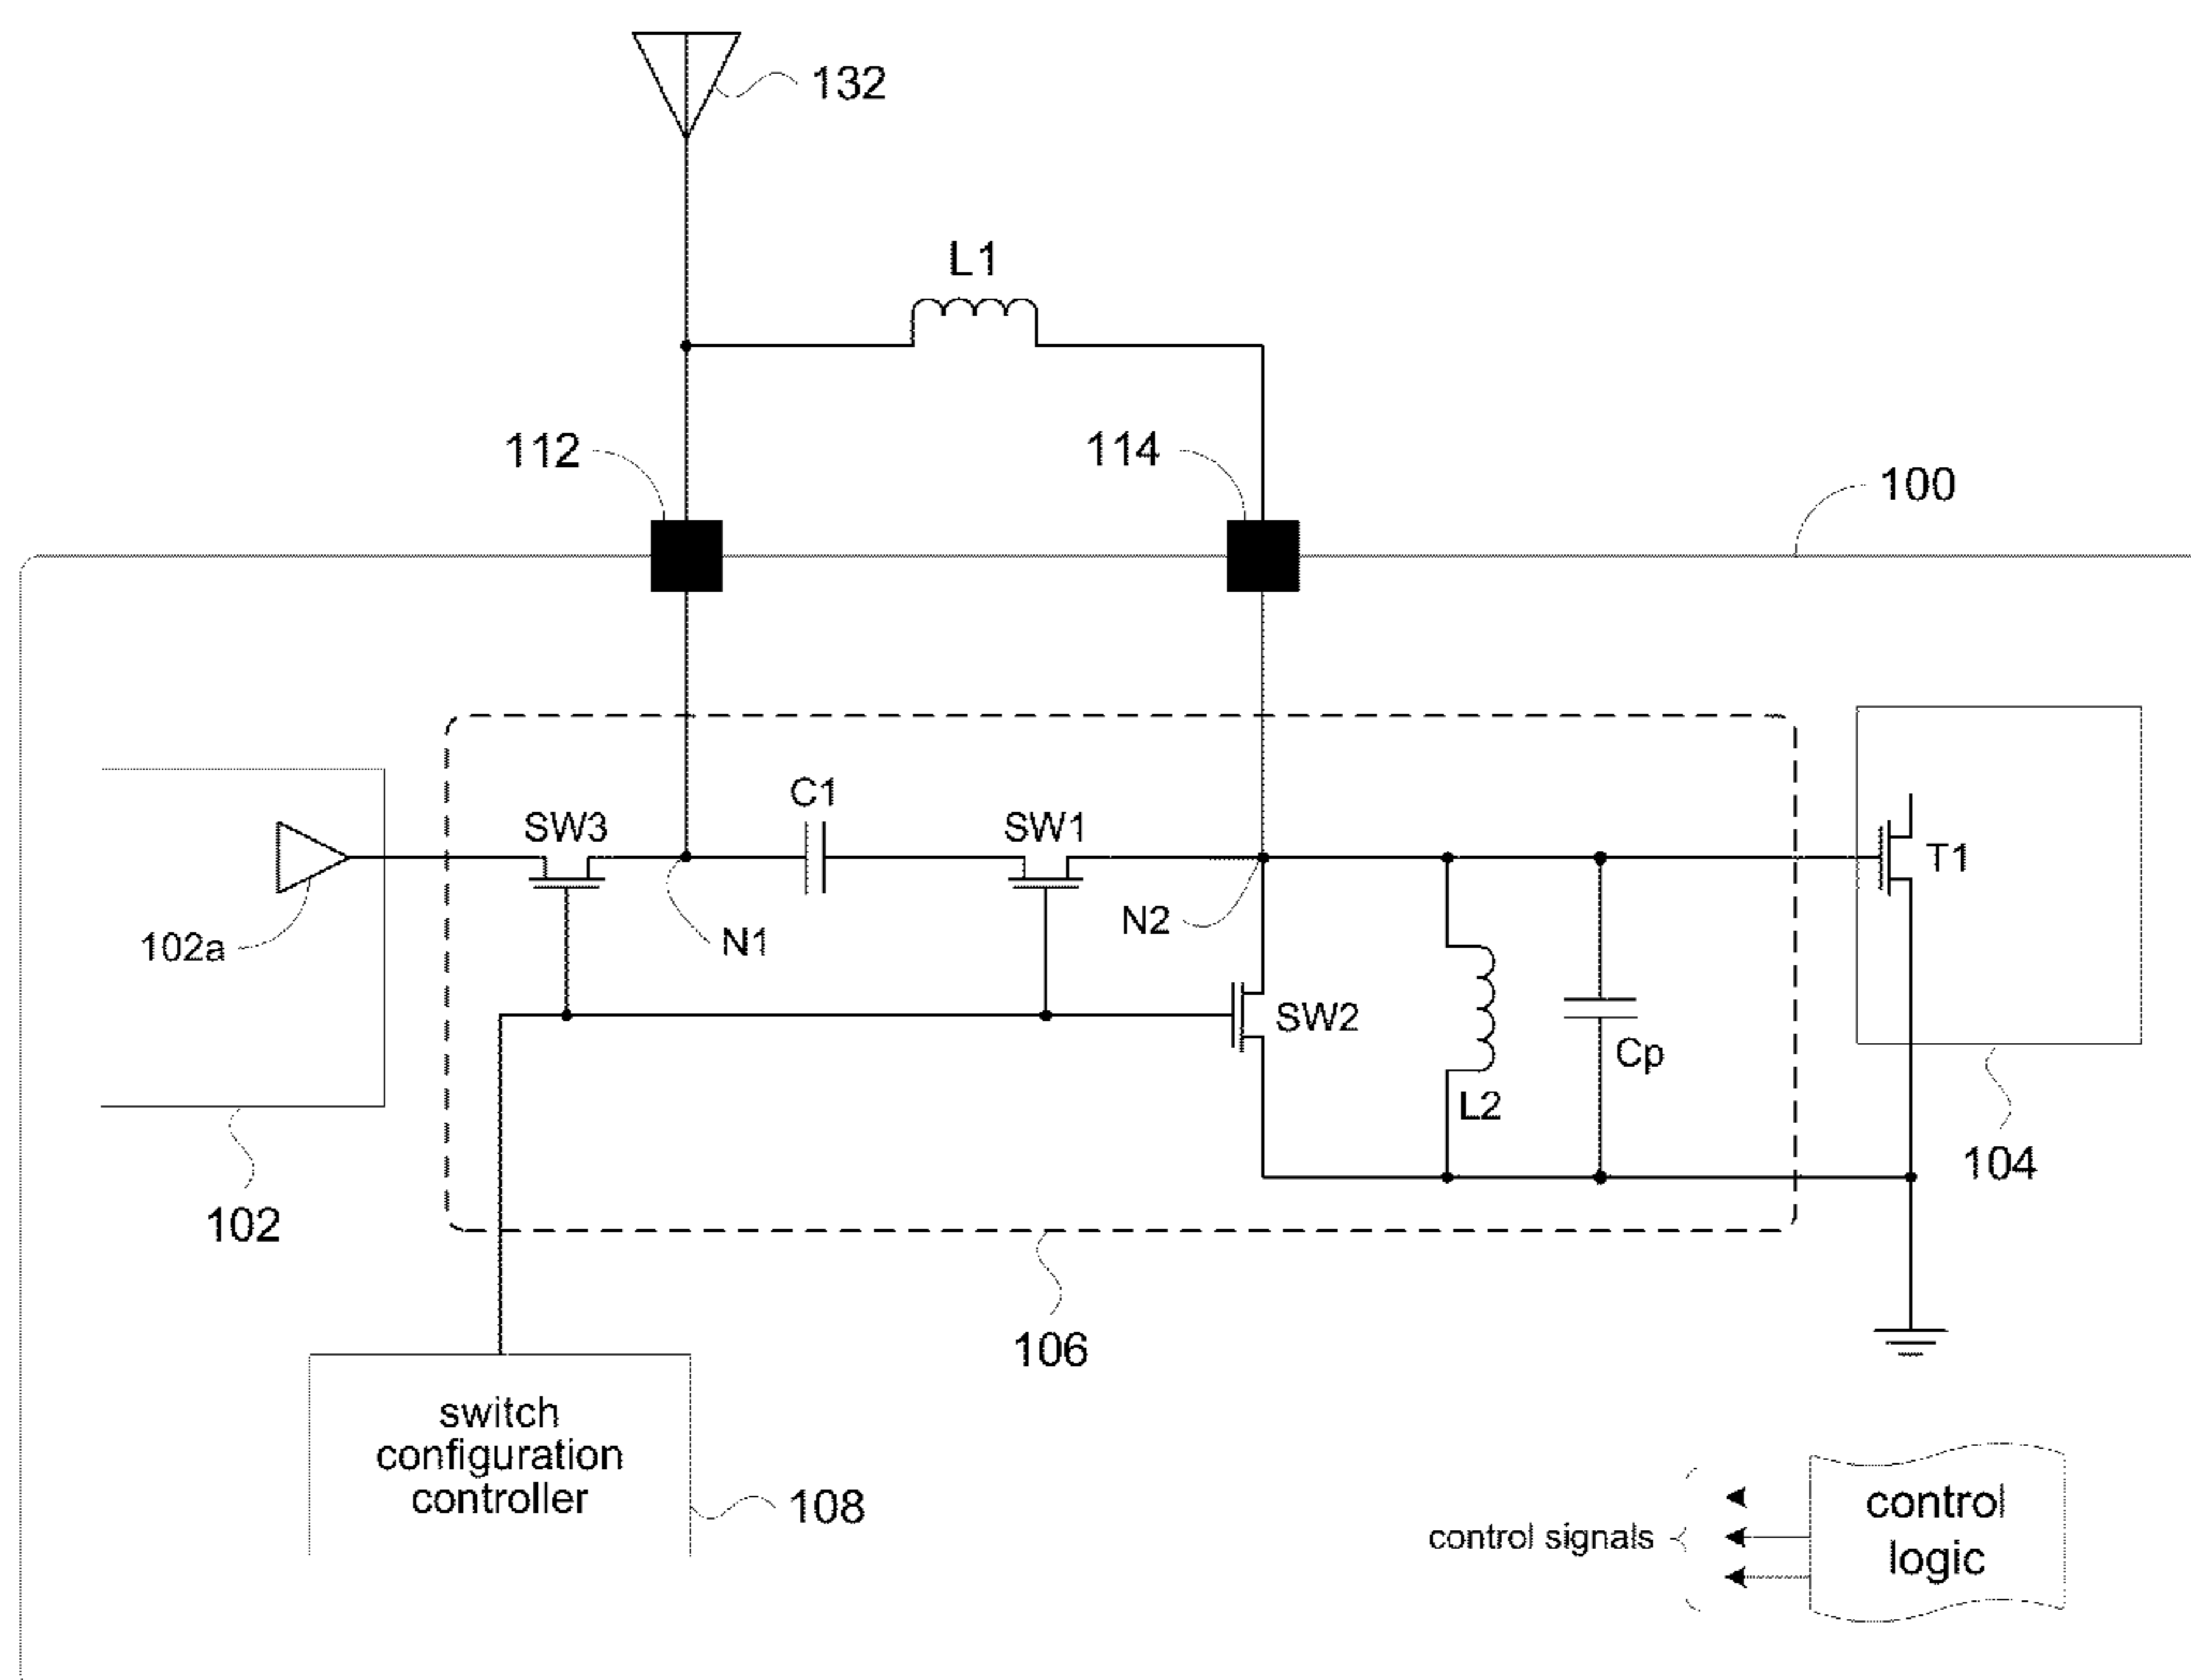 132
L1
112
114
100
C1
SW3
SW1
T1
102a
N1
N2
SW2
Cp
L2
104
102
106
switch
configuration
controller
108
control signals
control
logic